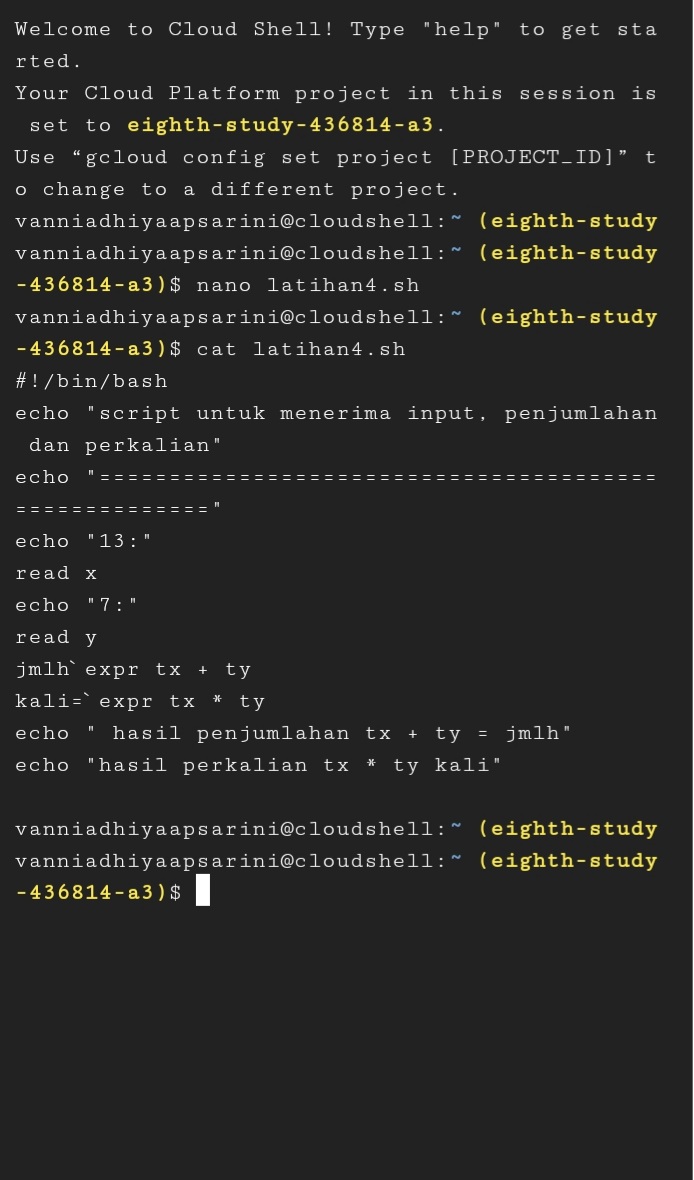 Welcome to Cloud Shell! Type "help" to get sta
rted.
Your Cloud Platform project in this session is
 set to eighth-study-436814-a3.
Use “gcloud config set project [PROJECT_ID]” t
o change to a different project.
vanniadhiyaapsarini@cloudshell:~ (eighth-study
vanniadhiyaapsarini@cloudshell:~ (eighth-study
-436814-a3)$ nano latihan4.sh
vanniadhiyaapsarini@cloudshell:~ (eighth-study
-436814-a3)$ cat latihan4.sh
#!/bin/bash
echo "script untuk menerima input, penjumlahan
 dan perkalian"
echo "========================================
=============="
echo "13:"
read x
echo "7:"
read y
jmlh`expr tx + ty
kali=`expr tx * ty
echo " hasil penjumlahan tx + ty = jmlh"
echo "hasil perkalian tx * ty kali"

vanniadhiyaapsarini@cloudshell:~ (eighth-study
vanniadhiyaapsarini@cloudshell:~ (eighth-study
-436814-a3)$